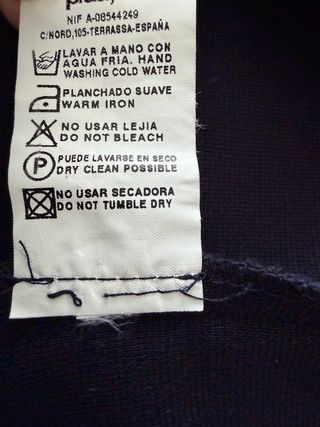 NIF A-08544249
C/NORD,105-TERRASSA-ESPAÑA
LAVAR A MANO CON
AGUA FRIA. HAND
WASHING COLD WATER
PLANCHADO SUAVE
WARM IRON
NO USAR LEJIA
DO NOT BLEACH
P
PUEDE LAVARSE EN SECO
DRY CLEAN POSSIBLE
NO USAR SECADORA
DO NOT TUMBLE DRY